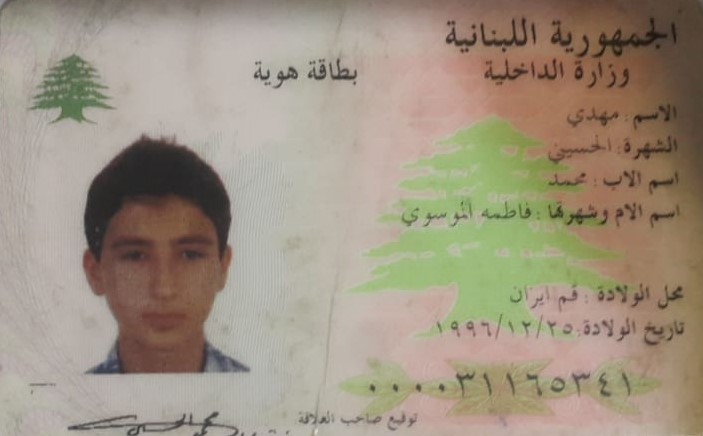 الجمهورية اللبنانية
وزارة الداخلية
بطاقة هوية
الاسم : مهدي
الشهرة : الحسيني
اسم الاب : محمد
اسم الام وشهرتها : فاطمه الموسوي
محل الولادة : قم ايران
تاريخ الولادة : ١٩٩٦/١٢/٢٥
٠٠٠٠٣١١٦٥٣٤١
توقيع صاحب العلاقة